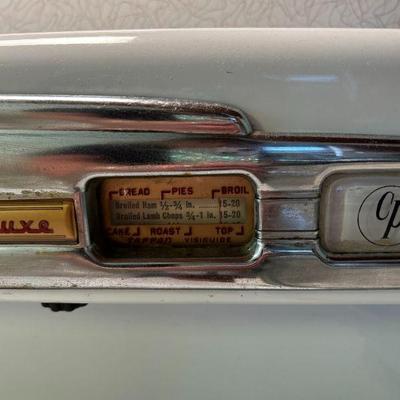 BREAD PIES BROIL
Broiled Ham ½-¾ in. ...... 15-20
Broiled Lamb Chops ¾-1 in. 15-20
CAKE ROAST TOP
TAPPAN VISIGUIDE
uxe
Op